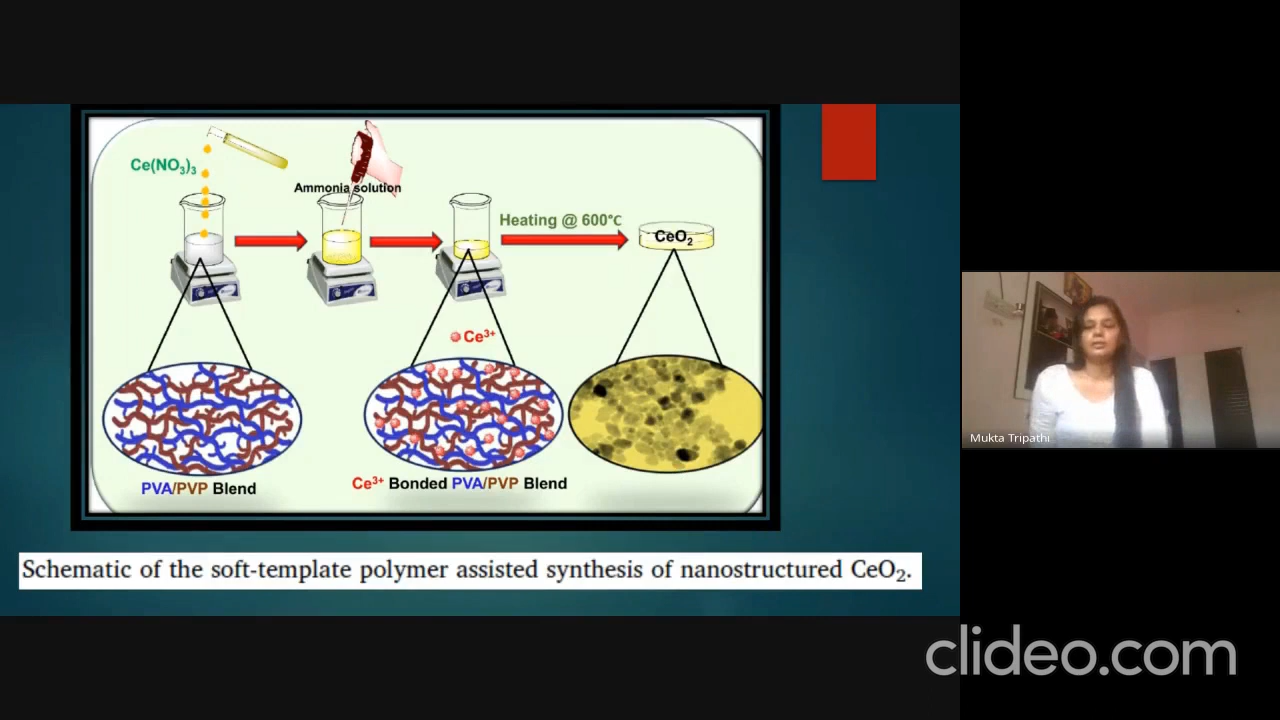 Ce(NO₃)₃
Ammonia solution
Heating @ 600°C
CeO₂
Ce³⁺
PVA/PVP Blend
Ce³⁺ Bonded PVA/PVP Blend
Schematic of the soft-template polymer assisted synthesis of nanostructured CeO₂.
Mukta Tripathi
clideo.com